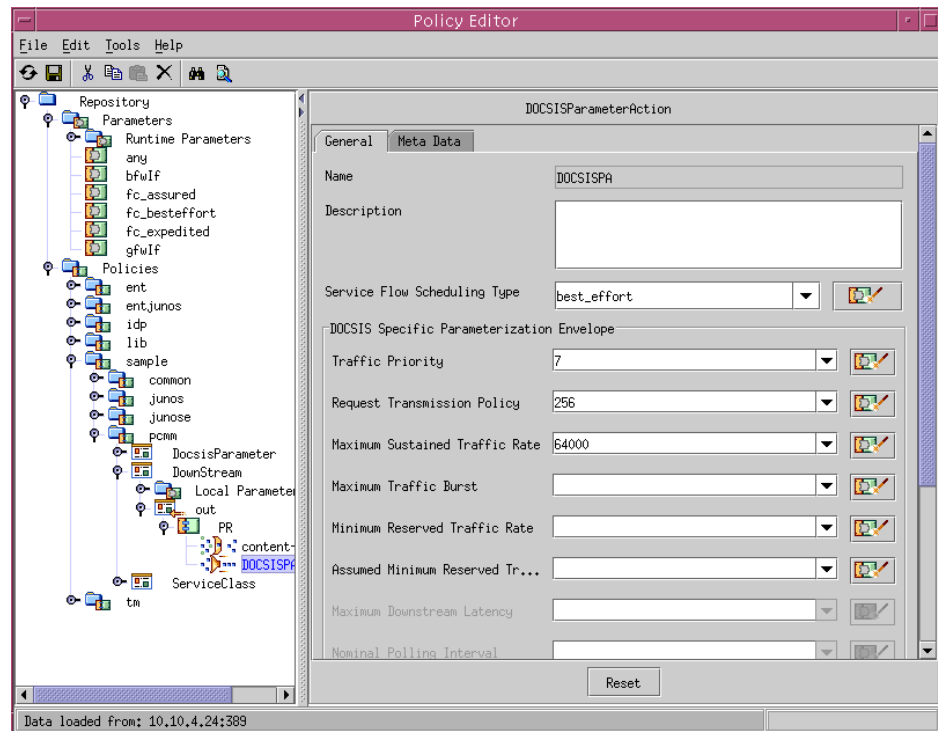 Policy Editor
File Edit Tools Help
Repository
Parameters
Runtime Parameters
any
bfwIf
fc_assured
fc_besteffort
fc_expedited
gfwIf
Policies
ent
entjunos
idp
lib
sample
common
junos
junose
pcmm
DocsisParameter
DownStream
Local Parameter
out
PR
content-
DOCSISPA
ServiceClass
tm
DOCSISParameterAction
General Meta Data
Name DOCSISPA
Description
Service Flow Scheduling Type best_effort
DOCSIS Specific Parameterization Envelope
Traffic Priority 7
Request Transmission Policy 256
Maximum Sustained Traffic Rate 64000
Maximum Traffic Burst
Minimum Reserved Traffic Rate
Assumed Minimum Reserved Tr...
Maximum Downstream Latency
Nominal Polling Interval
Reset
Data loaded from: 10.10.4.24:389